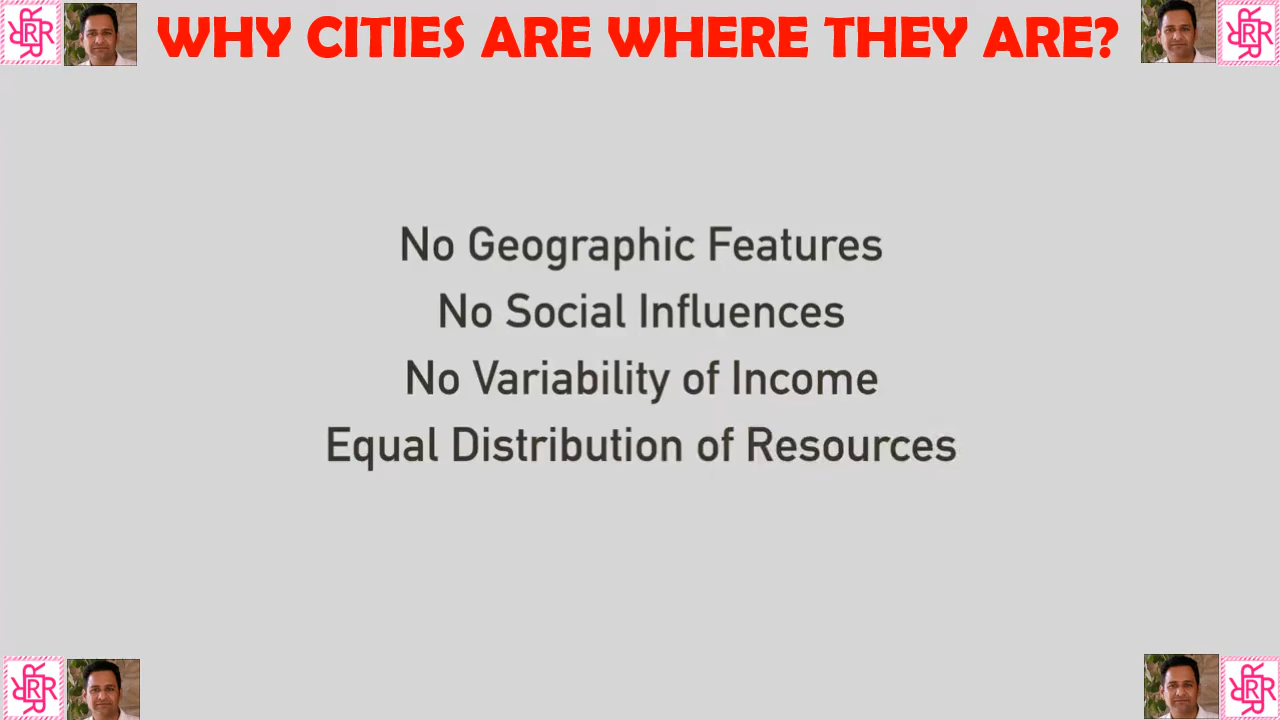 WHY CITIES ARE WHERE THEY ARE?
No Geographic Features
No Social Influences
No Variability of Income
Equal Distribution of Resources